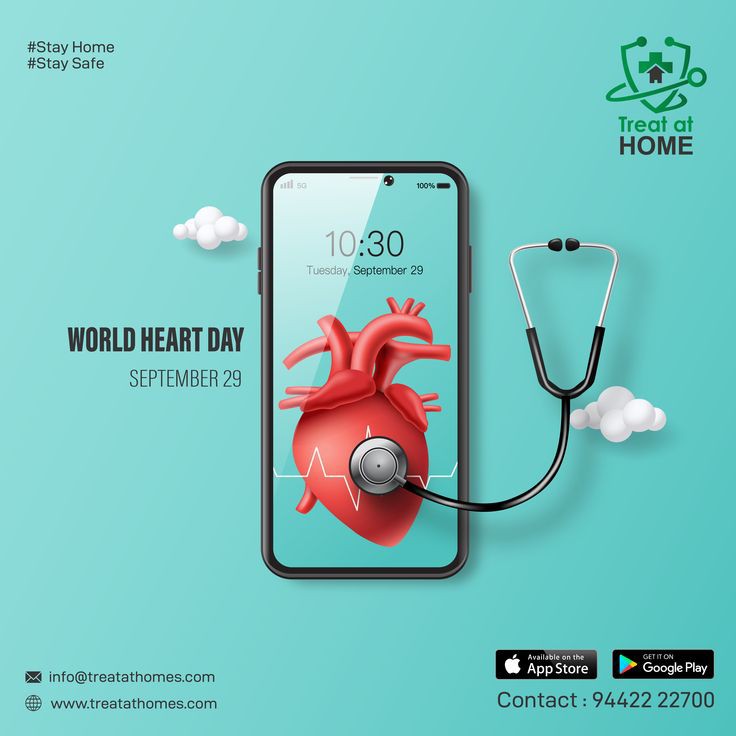 #Stay Home
#Stay Safe
Treat at
HOME
5G
100%
10:30
Tuesday, September 29
WORLD HEART DAY
SEPTEMBER 29
info@treatathomes.com
www.treatathomes.com
Available on the
App Store
GET IT ON
Google Play
Contact : 94422 22700